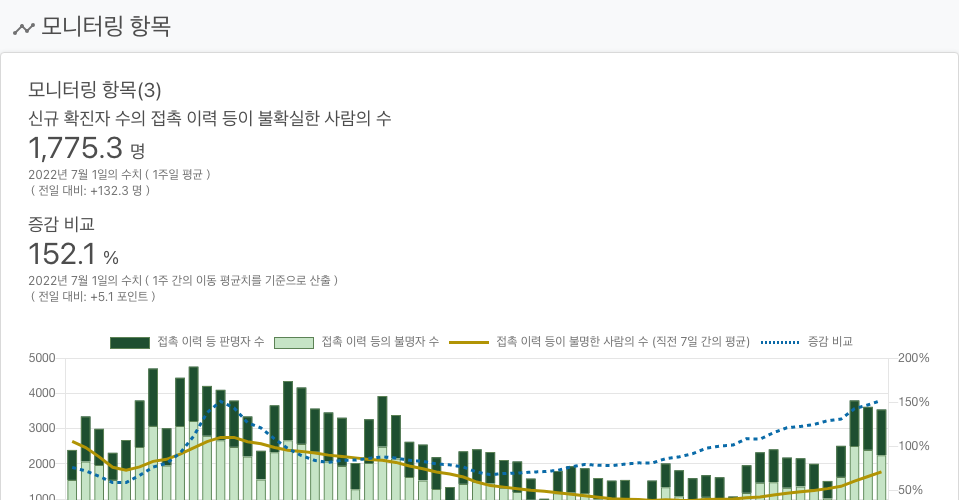 모니터링 항목
모니터링 항목(3)
신규 확진자 수의 접촉 이력 등이 불확실한 사람의 수
1,775.3 명
2022년 7월 1일의 수치 ( 1주일 평균 )
( 전일 대비: +132.3 명 )
증감 비교
152.1 %
2022년 7월 1일의 수치 ( 1주 간의 이동 평균치를 기준으로 산출 )
( 전일 대비: +5.1 포인트 )
접촉 이력 등 판명자 수 접촉 이력 등의 불명자 수 접촉 이력 등이 불명한 사람의 수 (직전 7일 간의 평균) 증감 비교
5000 200%
4000 150%
3000 100%
2000 50%
1000